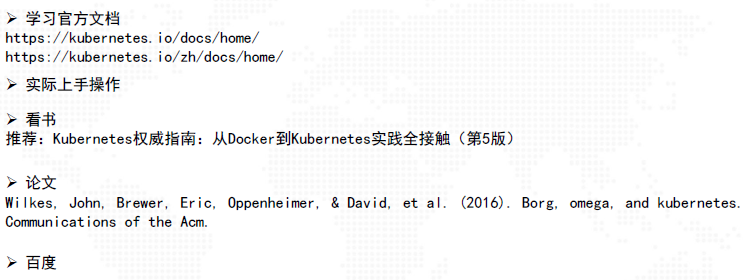 ➢ 学习官方文档
https://kubernetes.io/docs/home/
https://kubernetes.io/zh/docs/home/
➢ 实际上手操作
➢ 看书
推荐：Kubernetes权威指南：从Docker到Kubernetes实践全接触（第5版）
➢ 论文
Wilkes, John, Brewer, Eric, Oppenheimer, & David, et al. (2016). Borg, omega, and kubernetes.
Communications of the Acm.
➢ 百度